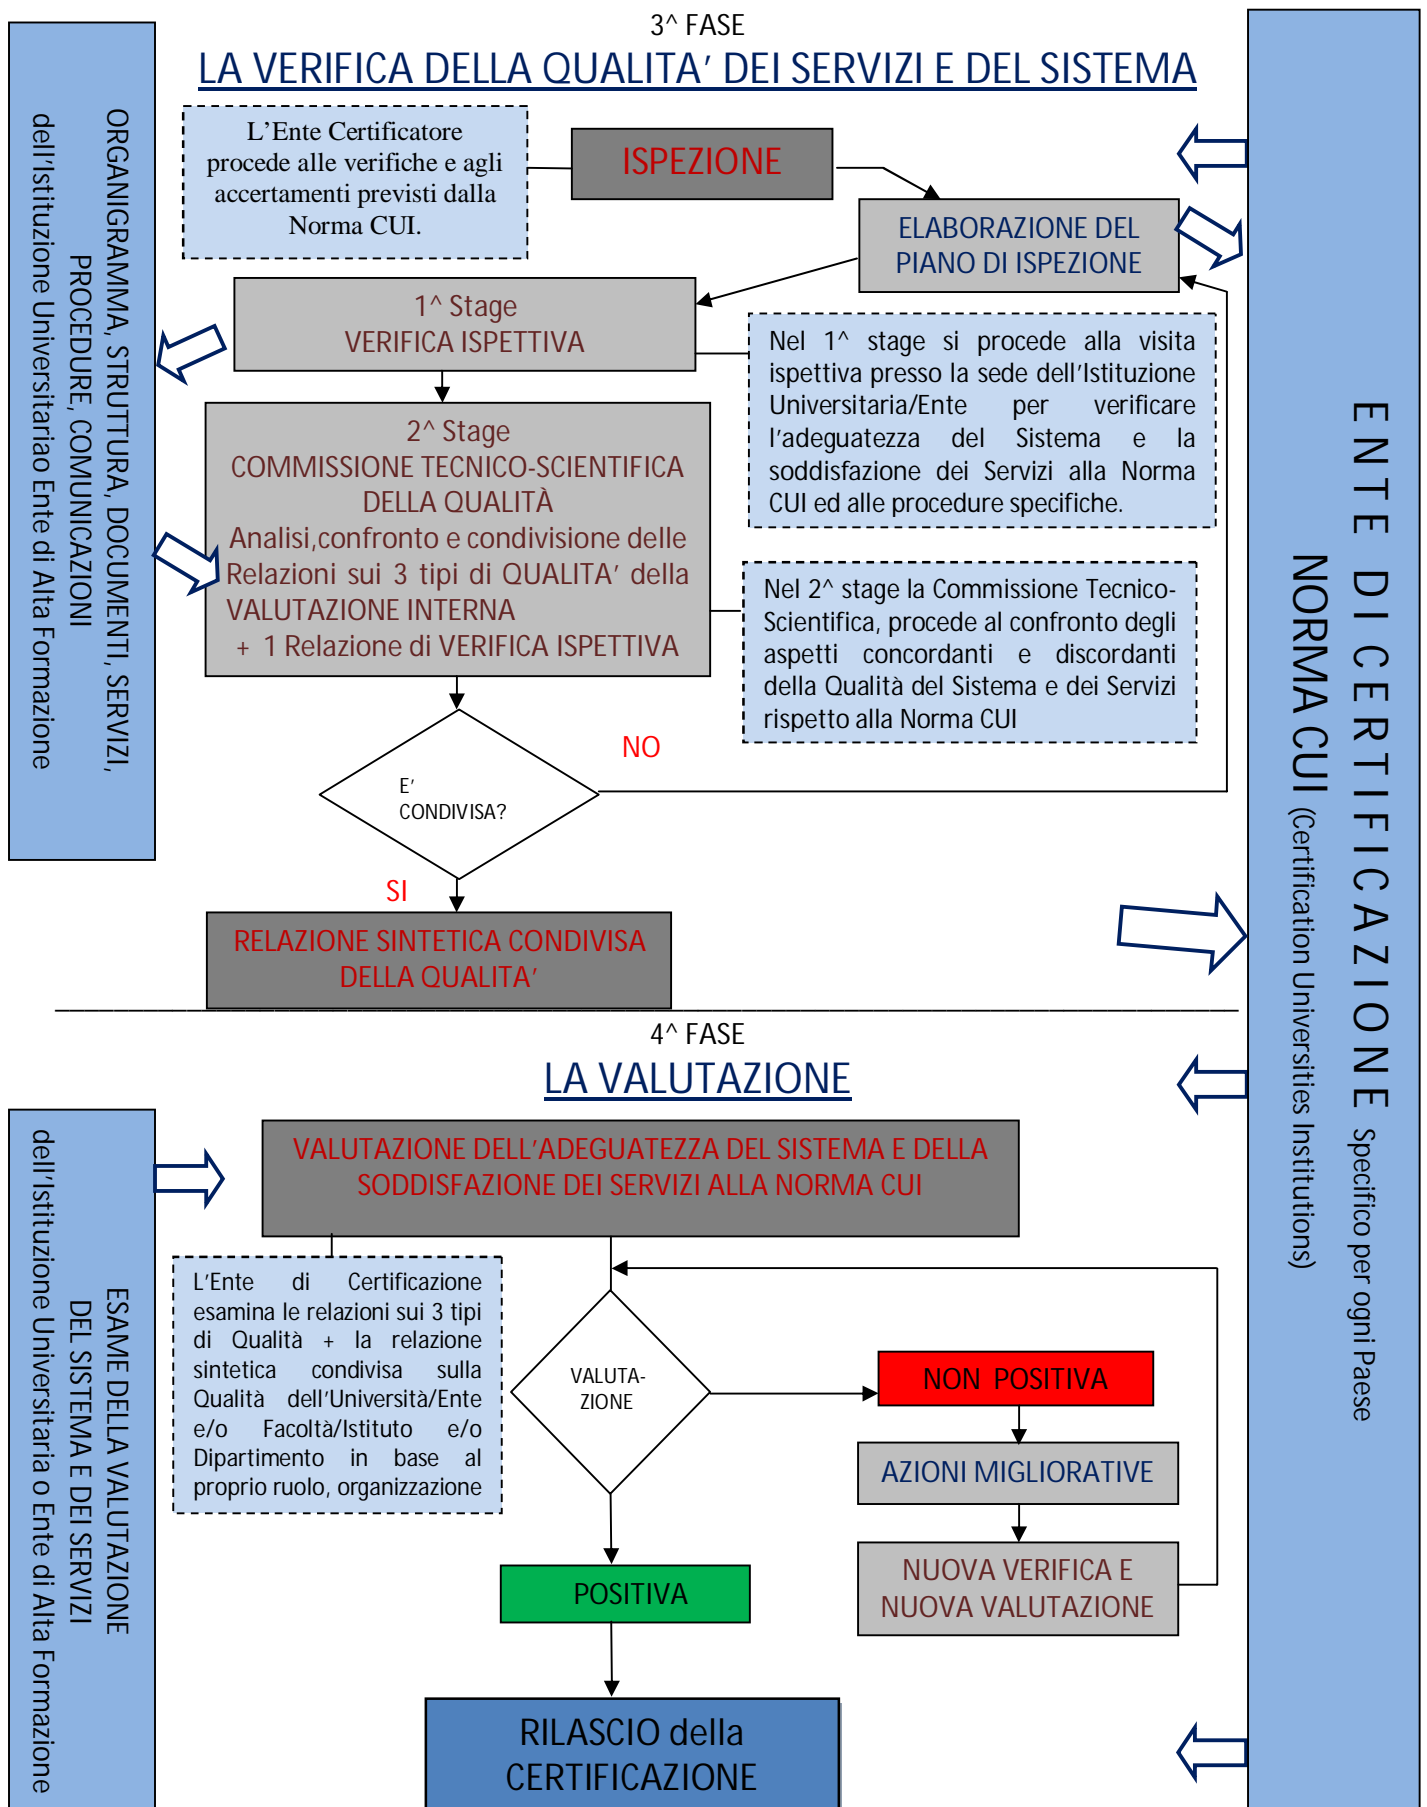 3^ FASE
LA VERIFICA DELLA QUALITA’ DEI SERVIZI E DEL SISTEMA
ORGANIGRAMMA, STRUTTURA, DOCUMENTI, SERVIZI,
PROCEDURE, COMUNICAZIONI
dell’Istituzione Universitariao Ente di Alta Formazione
L’Ente Certificatore
procede alle verifiche e agli
accertamenti previsti dalla
Norma CUI.
ISPEZIONE
ELABORAZIONE DEL
PIANO DI ISPEZIONE
1^ Stage
VERIFICA ISPETTIVA
Nel 1^ stage si procede alla visita
ispettiva presso la sede dell’Istituzione
Universitaria/Ente per verificare
l’adeguatezza del Sistema e la
soddisfazione dei Servizi alla Norma
CUI ed alle procedure specifiche.
2^ Stage
COMMISSIONE TECNICO-SCIENTIFICA
DELLA QUALITÀ
Analisi,confronto e condivisione delle
Relazioni sui 3 tipi di QUALITA’ della
VALUTAZIONE INTERNA
+ 1 Relazione di VERIFICA ISPETTIVA
Nel 2^ stage la Commissione Tecnico-
Scientifica, procede al confronto degli
aspetti concordanti e discordanti
della Qualità del Sistema e dei Servizi
rispetto alla Norma CUI
NO
E’
CONDIVISA?
SI
RELAZIONE SINTETICA CONDIVISA
DELLA QUALITA’
ENTE DI CERTIFICAZIONE Specifico per ogni Paese
NORMA CUI (Certification Universities Institutions)
4^ FASE
LA VALUTAZIONE
ESAME DELLA VALUTAZIONE
DEL SISTEMA E DEI SERVIZI
dell’Istituzione Universitaria o Ente di Alta Formazione
VALUTAZIONE DELL’ADEGUATEZZA DEL SISTEMA E DELLA
SODDISFAZIONE DEI SERVIZI ALLA NORMA CUI
L’Ente di Certificazione
esamina le relazioni sui 3 tipi
di Qualità + la relazione
sintetica condivisa sulla
Qualità dell’Università/Ente
e/o Facoltà/Istituto e/o
Dipartimento in base al
proprio ruolo, organizzazione
VALUTA-
ZIONE
NON POSITIVA
AZIONI MIGLIORATIVE
NUOVA VERIFICA E
NUOVA VALUTAZIONE
POSITIVA
RILASCIO della
CERTIFICAZIONE